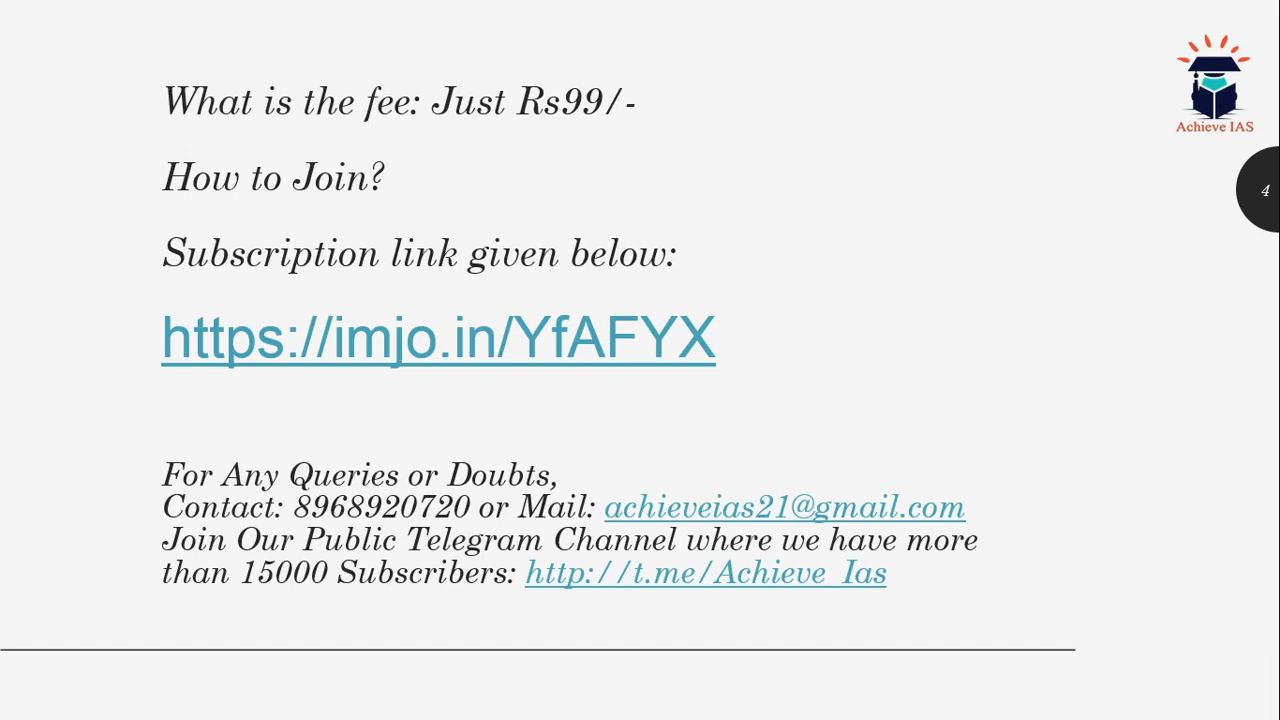 Achieve IAS
What is the fee: Just Rs99/-
How to Join?
4
Subscription link given below:
https://imjo.in/YfAFYX
For Any Queries or Doubts,
Contact: 8968920720 or Mail: achieveias21@gmail.com
Join Our Public Telegram Channel where we have more
than 15000 Subscribers: http://t.me/Achieve_Ias